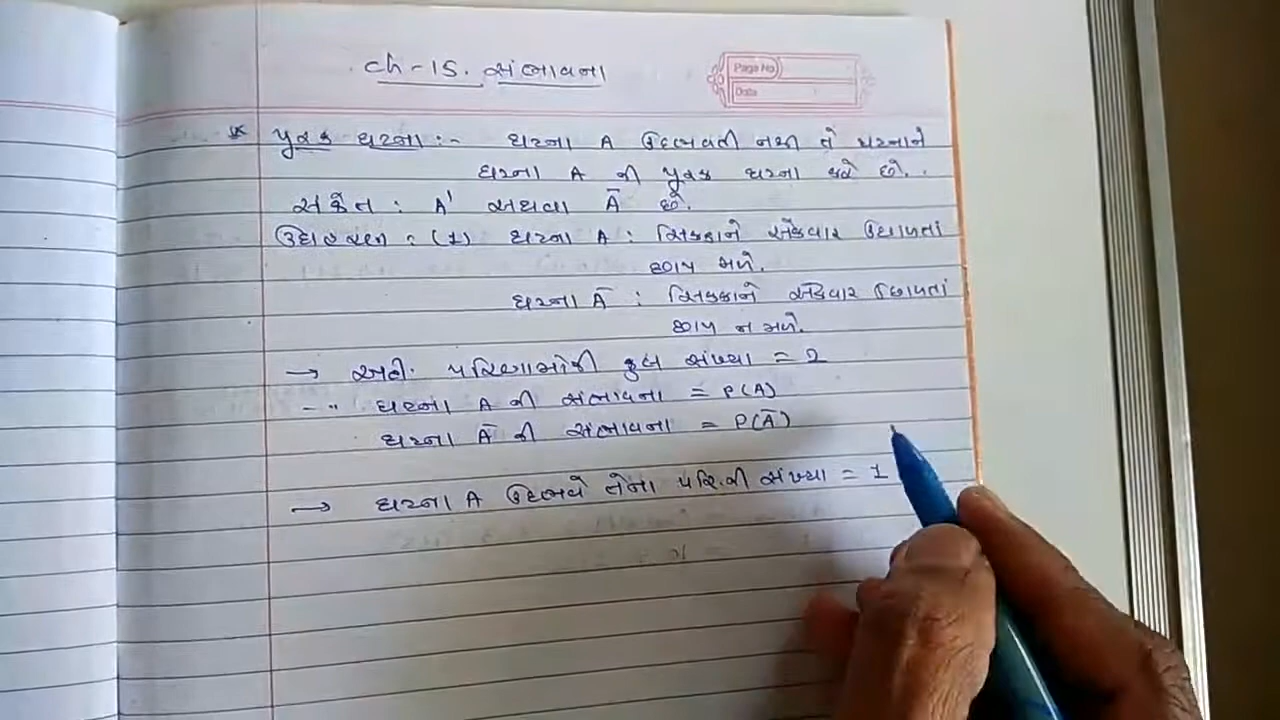 ch-15. સંભાવના
Page No
Date
* પુરક ઘટના :- ઘટના A ઉદ્દભવતી નથી તે ઘટનાને
ઘટના A ની પુરક ઘટના કહે છે.
સંકેત : A' અથવા Ā છે.
ઉદાહરણ : (1) ઘટના A : સિક્કાને એકવાર ઉછાળતાં
છાપ મળે.
ઘટના Ā : સિક્કાને એકવાર ઉછાળતાં
છાપ ન મળે.
→ અહીં પરિણામોની કુલ સંખ્યા = 2
-" ઘટના A ની સંભાવના = P(A)
ઘટના Ā ની સંભાવના = P(Ā)
→ ઘટના A ઉદ્દભવે તેના પરિ.ની સંખ્યા = 1